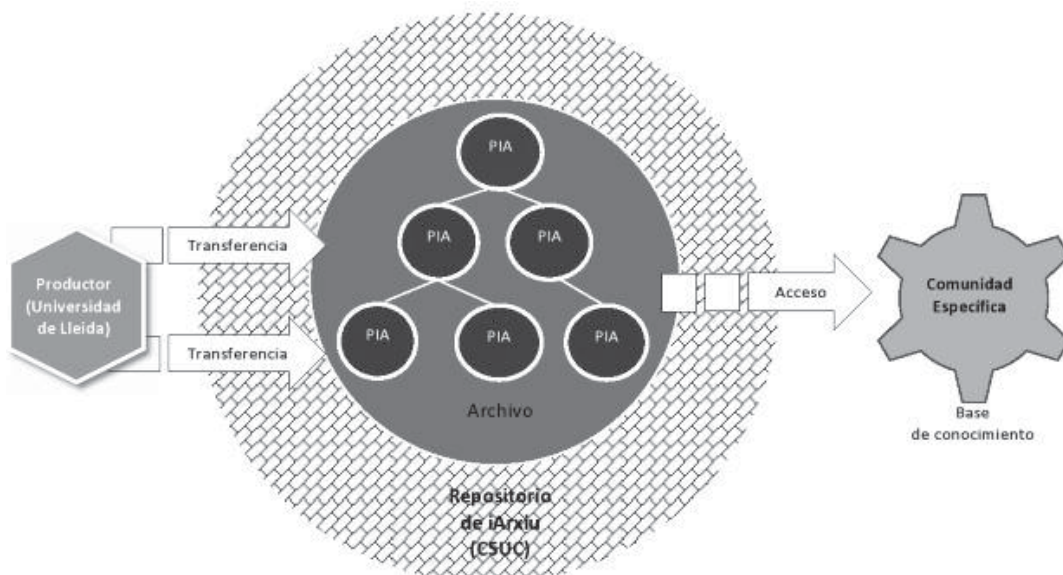 PIA
PIA
PIA
PIA
PIA
PIA
Archivo
Transferencia
Transferencia
Productor
(Universidad
de Lleida)
Acceso
Comunidad
Específica
Base
de conocimiento
Repositorio
de iArxiu
(CSUC)